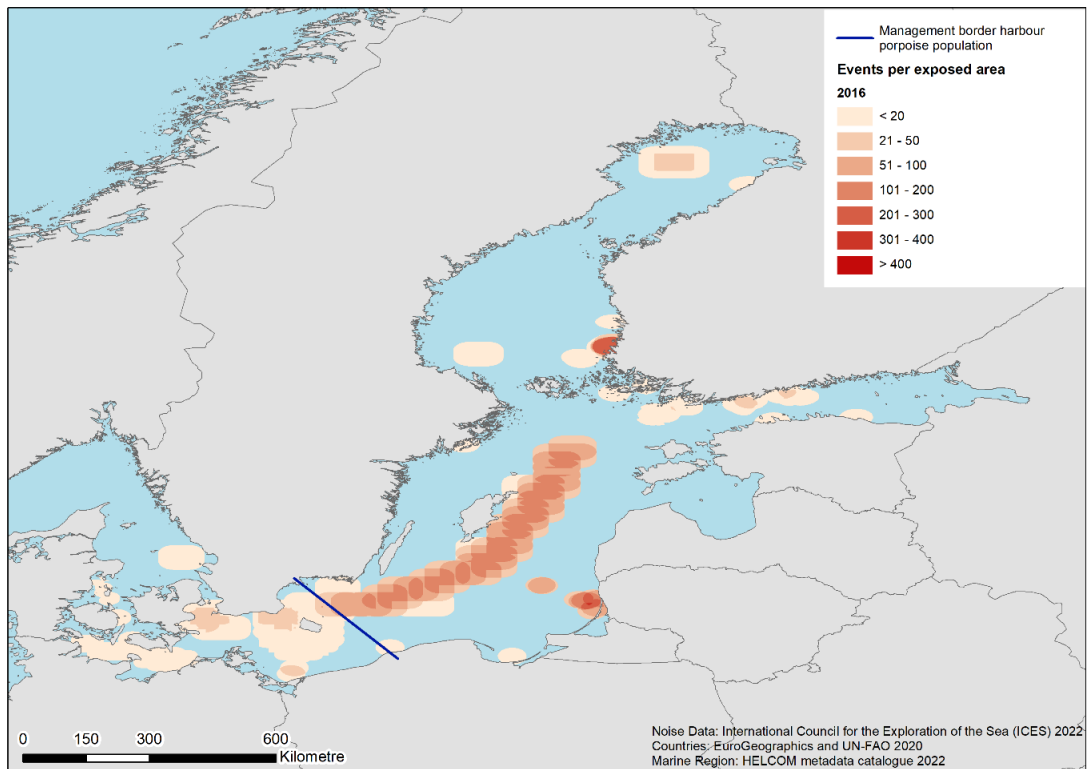 Management border harbour
porpoise population
Events per exposed area
2016
< 20
21 - 50
51 - 100
101 - 200
201 - 300
301 - 400
> 400
0 150 300 600
Kilometre
Noise Data: International Council for the Exploration of the Sea (ICES) 2022
Countries: EuroGeographics and UN-FAO 2020
Marine Region: HELCOM metadata catalogue 2022